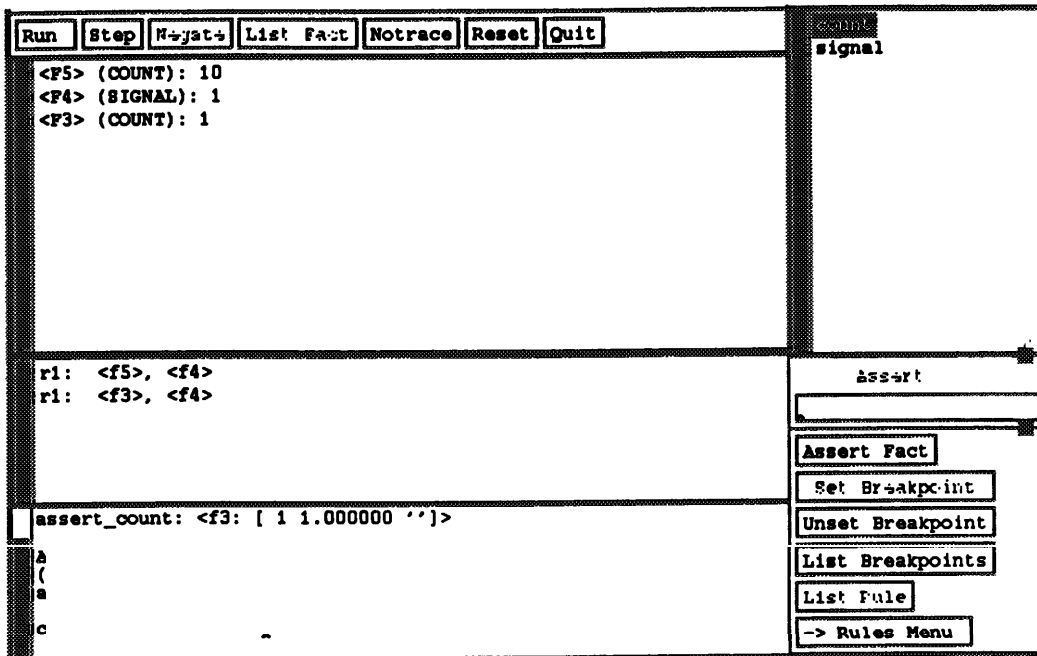 Run Step Negate List Fact Notrace Reset Quit
<F5> (COUNT): 10
<F4> (SIGNAL): 1
<F3> (COUNT): 1
count
signal
r1: <f5>, <f4>
r1: <f3>, <f4>
assert_count: <f3: [ 1 1.000000 '']>
A
(
a
c
Assert
Assert Fact
Set Breakpoint
Unset Breakpoint
List Breakpoints
List Rule
-> Rules Menu